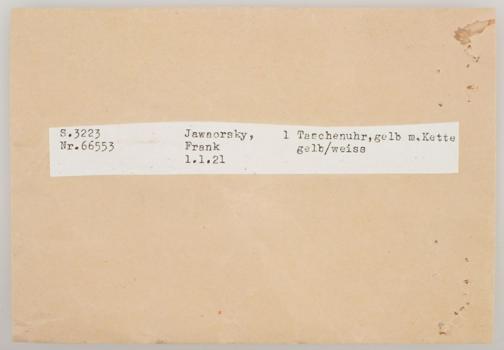 S.3223 Jawaorsky, 1 Taschenuhr,gelb m.Kette
Nr.66553 Frank gelb/weiss
1.1.21